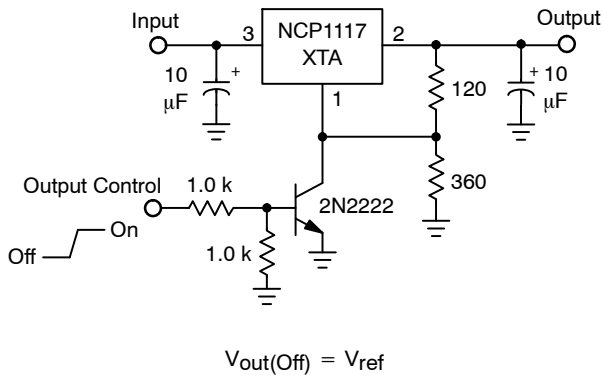 Input
Output
3
NCP1117
XTA
2
10
μF
+
1
120
+ 10
μF
360
Output Control
1.0 k
2N2222
On
Off
1.0 k
Vout(Off) = Vref